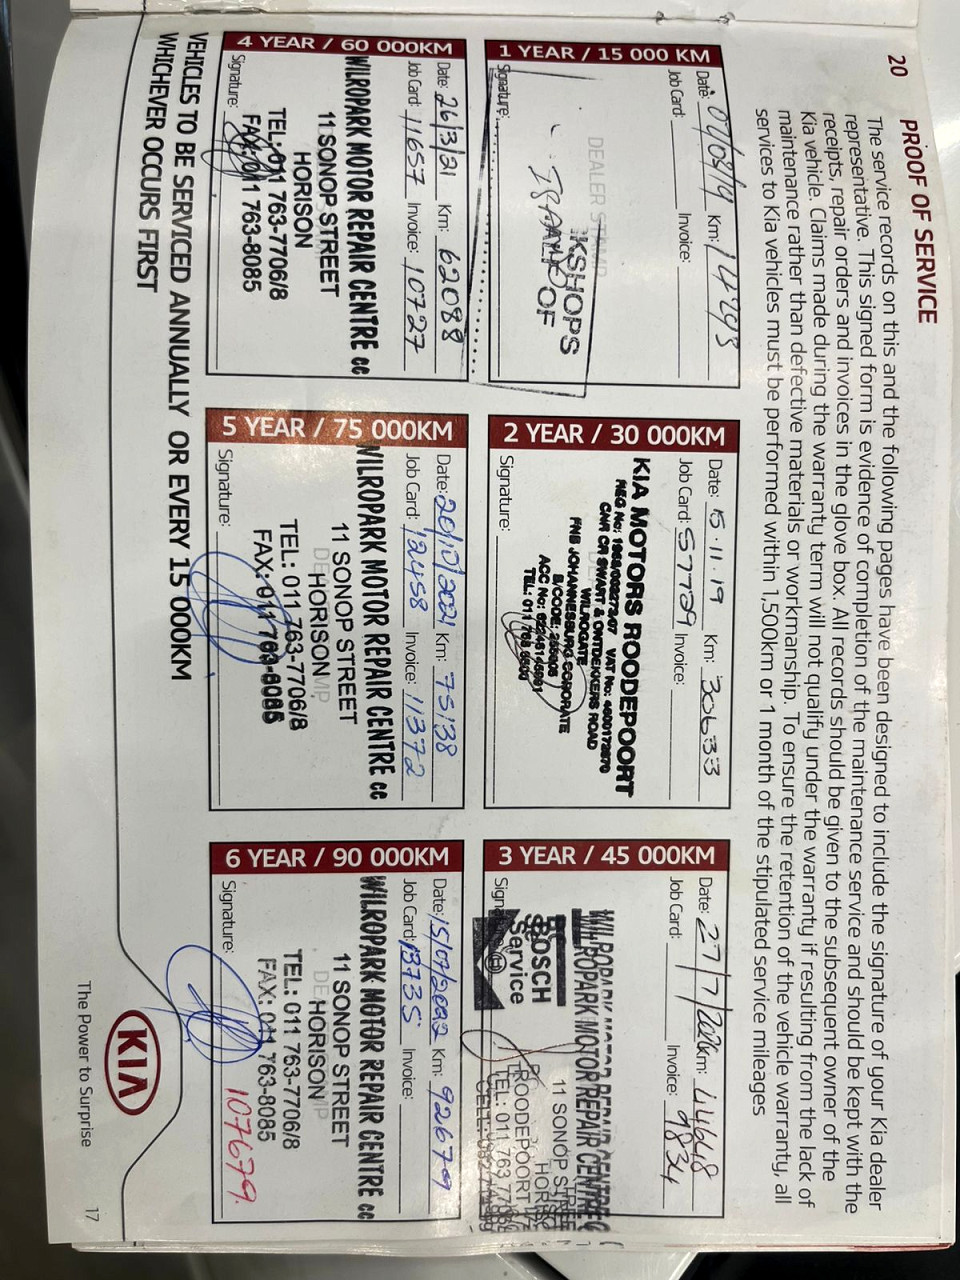 20
PROOF OF SERVICE
The service records on this and the following pages have been designed to include the signature of your Kia dealer
representative. This signed form is evidence of completion of the maintenance service and should be kept with the
receipts, repair orders and invoices in the glove box. All records should be given to the subsequent owner of the
Kia vehicle. Claims made during the warranty term will not qualify under the warranty if resulting from the lack of
maintenance rather than defective materials or workmanship. To ensure the retention of the vehicle warranty, all
services to Kia vehicles must be performed within 1,500km or 1 month of the stipulated service mileages
1 YEAR / 15 000 KM
Date: Km:
Job Card: Invoice:
DEALER STAMP
KSHOPS
OF
Signature:
2 YEAR / 30 000KM
Date: 15.11.19 Km: 30633
Job Card: 57729 Invoice:
KIA MOTORS ROODEPOORT
CNR CR SWART & ONTDEKKERS ROAD
WILROGATE
FNB JOHANNESBURG CORPORATE
Signature:
3 YEAR / 45 000KM
Date: 27/7/2020 Km: 44648
Job Card: Invoice: 9834
WILROPARK MOTOR REPAIR CENTRE
BOSCH
Service
11 SONOP
TEL: 011 763
4 YEAR / 60 000KM
Date: 26/3/21 Km: 62088
Job Card: 11657 Invoice: 10727
WILROPARK MOTOR REPAIR CENTRE cc
11 SONOP STREET
HORISON
TEL: 011 763-7706/8
FAX: 011 763-8085
Signature:
5 YEAR / 75 000KM
Date: 20/10/2021 Km: 75138
Job Card: 12458 Invoice: 11372
WILROPARK MOTOR REPAIR CENTRE cc
11 SONOP STREET
HORISON
TEL: 011 763-7706/8
FAX: 011 763-8085
Signature:
6 YEAR / 90 000KM
Date: 15/07/2022 Km: 92679
Job Card: 13735 Invoice:
WILROPARK MOTOR REPAIR CENTRE cc
11 SONOP STREET
HORISON
TEL: 011 763-7706/8
FAX: 011 763-8085
Signature: 107679
VEHICLES TO BE SERVICED ANNUALLY OR EVERY 15 000KM
WHICHEVER OCCURS FIRST
KIA
The Power to Surprise
17